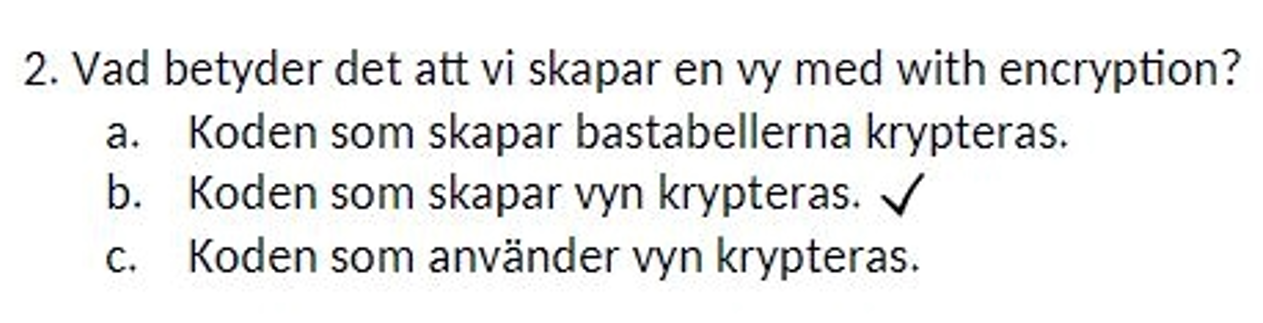 2. Vad betyder det att vi skapar en vy med with encryption?
a. Koden som skapar bastabellerna krypteras.
b. Koden som skapar vyn krypteras. ✓
c. Koden som använder vyn krypteras.